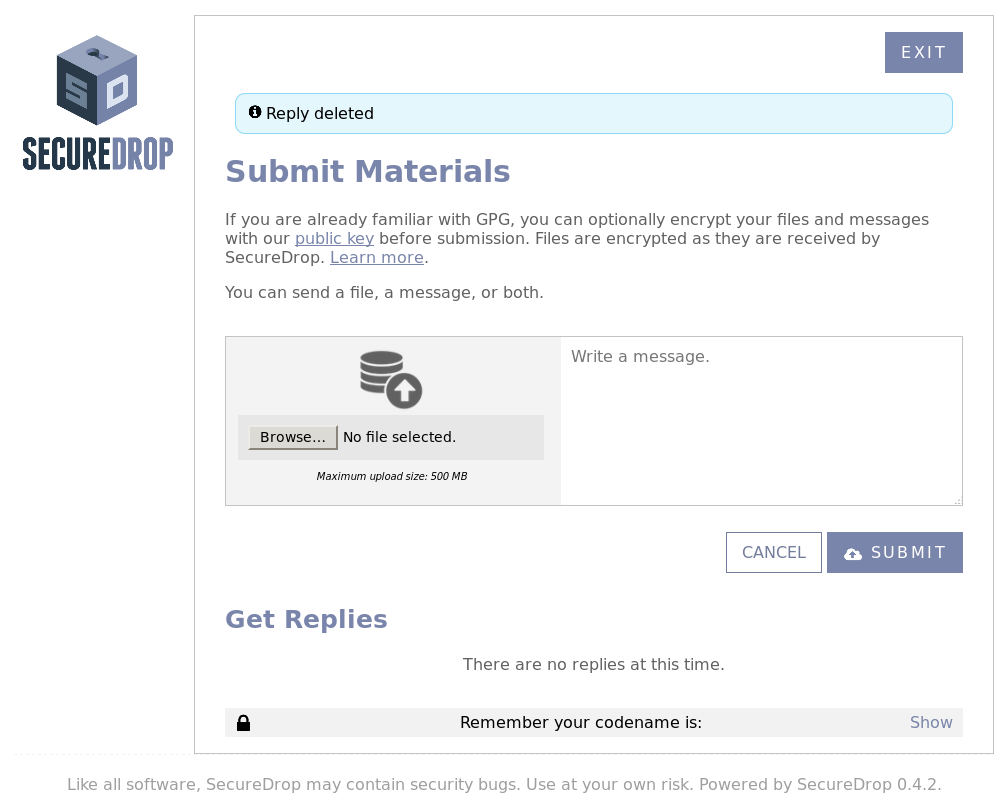 SD
SECUREDROP
EXIT
Reply deleted
Submit Materials
If you are already familiar with GPG, you can optionally encrypt your files and messages
with our public key before submission. Files are encrypted as they are received by
SecureDrop. Learn more.
You can send a file, a message, or both.
Write a message.
Browse... No file selected.
Maximum upload size: 500 MB
CANCEL SUBMIT
Get Replies
There are no replies at this time.
Remember your codename is: Show
Like all software, SecureDrop may contain security bugs. Use at your own risk. Powered by SecureDrop 0.4.2.